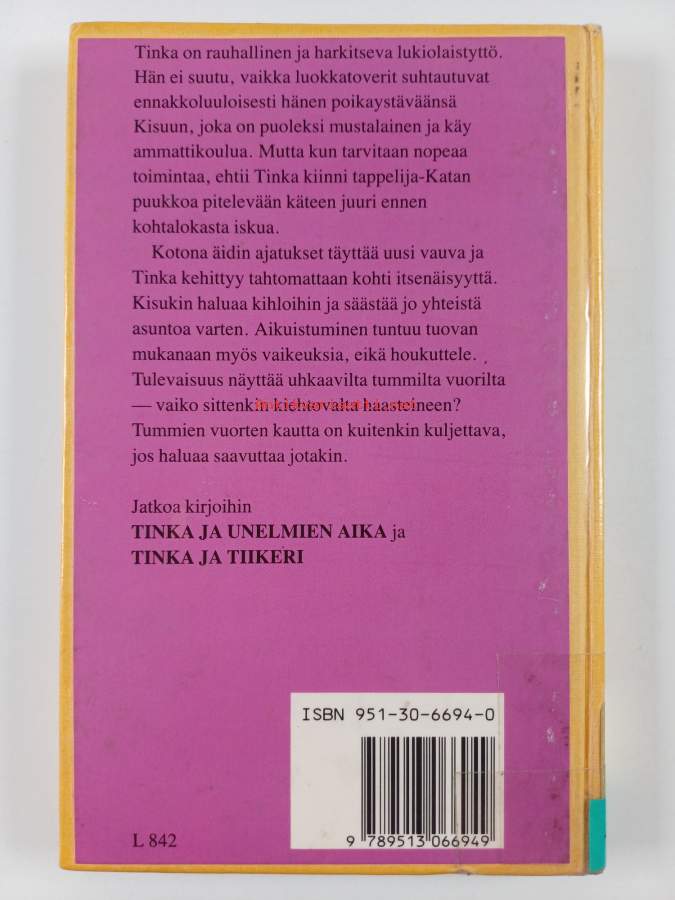 Tinka on rauhallinen ja harkitseva lukiolaistyttö.
Hän ei suutu, vaikka luokkatoverit suhtautuvat
ennakkoluuloisesti hänen poikaystäväänsä
Kisuun, joka on puoleksi mustalainen ja käy
ammattikoulua. Mutta kun tarvitaan nopeaa
toimintaa, ehtii Tinka kiinni tappelija-Katan
puukkoa pitelevään käteen juuri ennen
kohtalokasta iskua.
Kotona äidin ajatukset täyttää uusi vauva ja
Tinka kehittyy tahtomattaan kohti itsenäisyyttä.
Kisukin haluaa kihloihin ja säästää jo yhteistä
asuntoa varten. Aikuistuminen tuntuu tuovan
mukanaan myös vaikeuksia, eikä houkuttele.
Tulevaisuus näyttää uhkaavilta tummilta vuorilta
— vaiko sittenkin kiehtovalta haasteineen?
Tummien vuorten kautta on kuitenkin kuljettava,
jos haluaa saavuttaa jotakin.
Jatkoa kirjoihin
TINKA JA UNELMIEN AIKA ja
TINKA JA TIIKERI
ISBN 951-30-6694-0
9 789513 066949
L 842